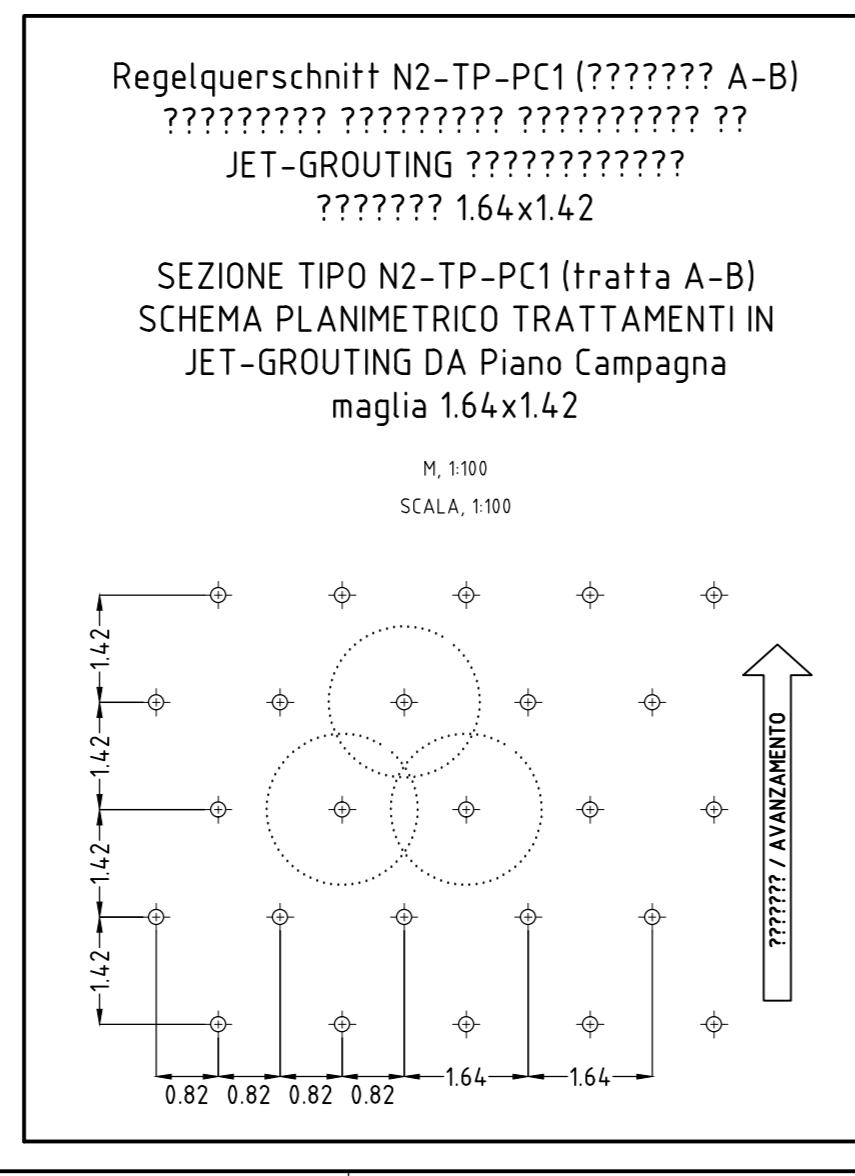 Regelquerschnitt N2-TP-PC1 (??????? A-B)
????????? ????????? ?????????? ??
JET-GROUTING ????????????
??????? 1.64x1.42
SEZIONE TIPO N2-TP-PC1 (tratta A-B)
SCHEMA PLANIMETRICO TRATTAMENTI IN
JET-GROUTING DA Piano Campagna
maglia 1.64x1.42
M, 1:100
SCALA, 1:100
1.42
1.42
1.42
1.42
??????? / AVANZAMENTO
0.82 0.82 0.82 0.82 1.64 1.64